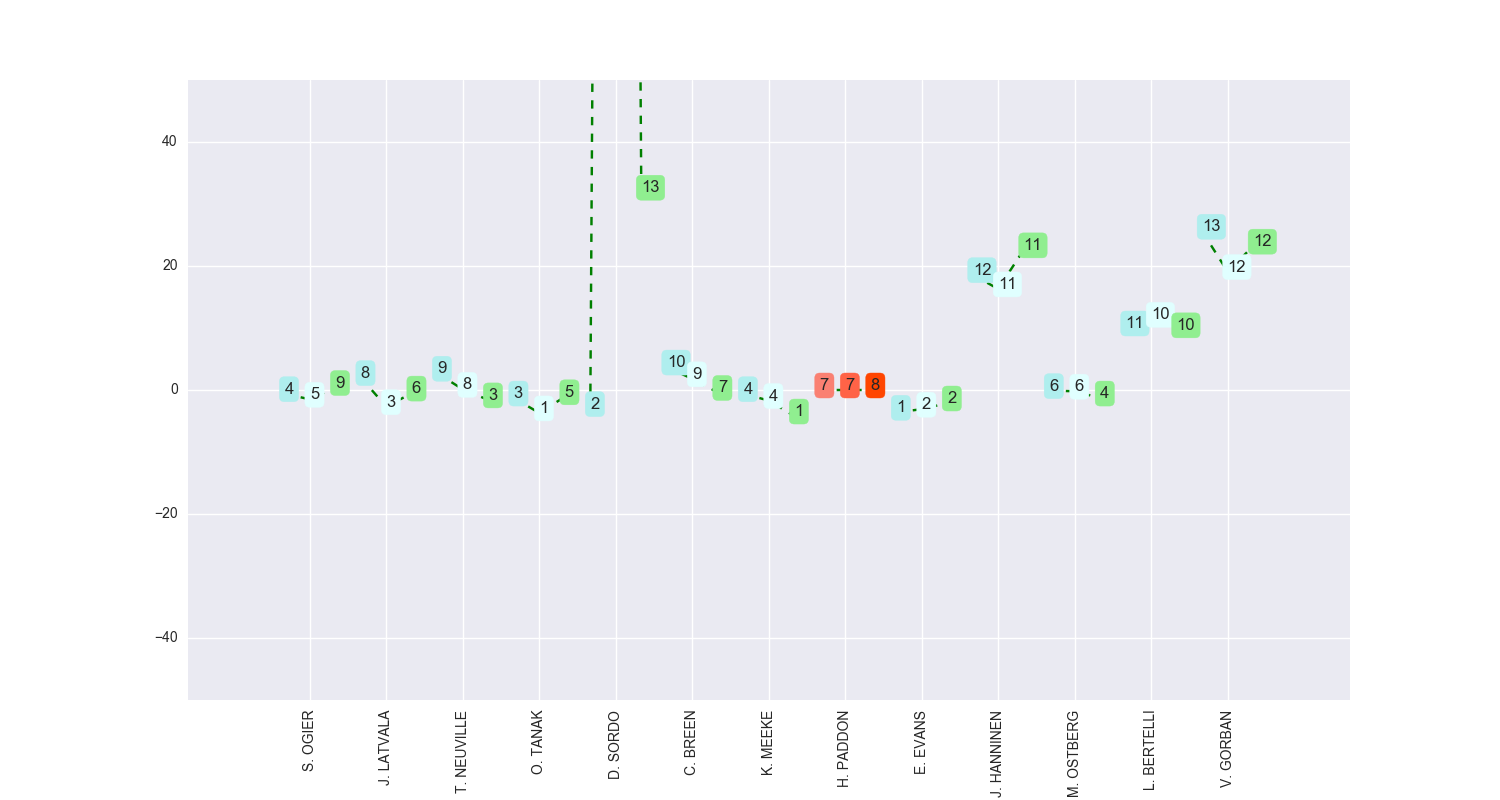 40
20
0
−20
−40
4 5 9
8 3 6
9 8 3
3 1 5
2 13
10 9 7
4 4 1
7 7 8
1 2 2
12 11 11
6 6 4
11 10 10
13 12 12
S. OGIER
J. LATVALA
T. NEUVILLE
O. TANAK
D. SORDO
C. BREEN
K. MEEKE
H. PADDON
E. EVANS
J. HANNINEN
M. OSTBERG
L. BERTELLI
V. GORBAN